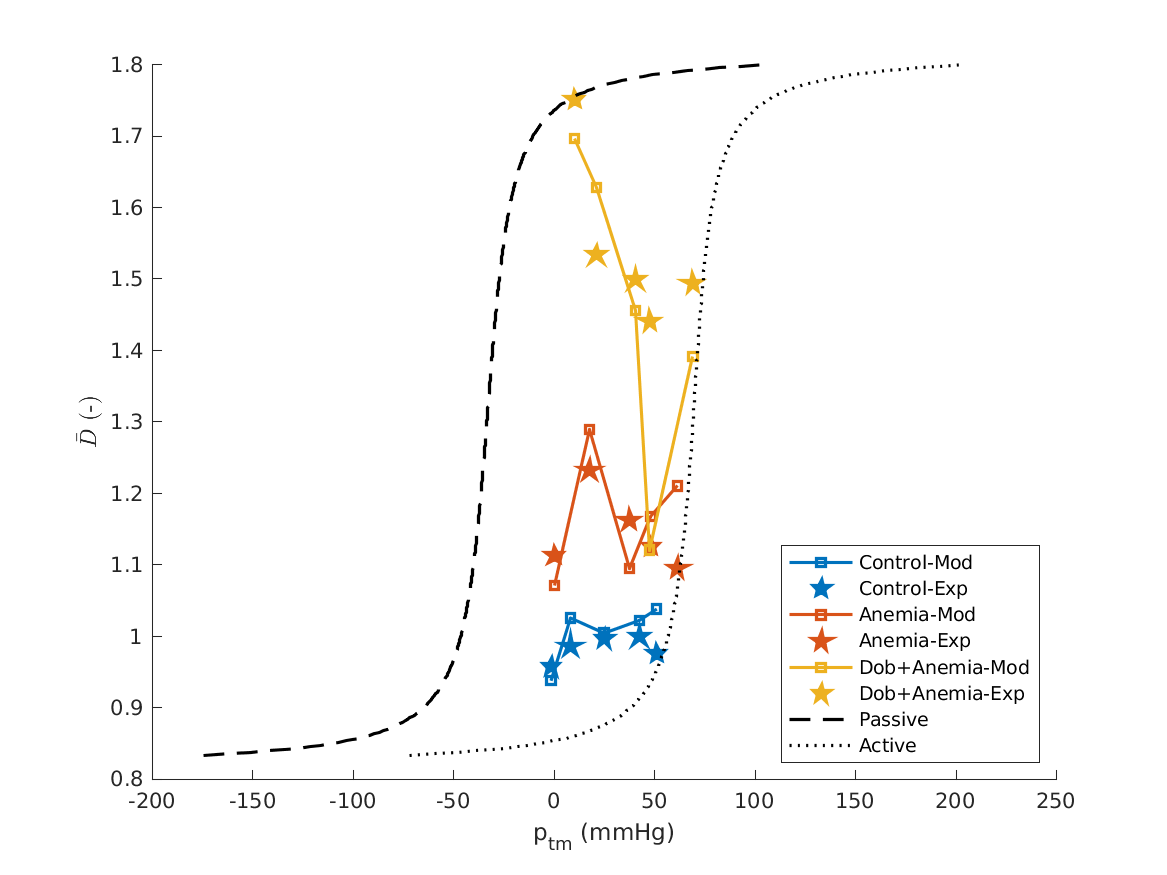 1.8
1.7
1.6
1.5
1.4
1.3
1.2
1.1
1
0.9
0.8
D̄ (-)
-200 -150 -100 -50 0 50 100 150 200 250
p_tm (mmHg)
Control-Mod
Control-Exp
Anemia-Mod
Anemia-Exp
Dob+Anemia-Mod
Dob+Anemia-Exp
Passive
Active